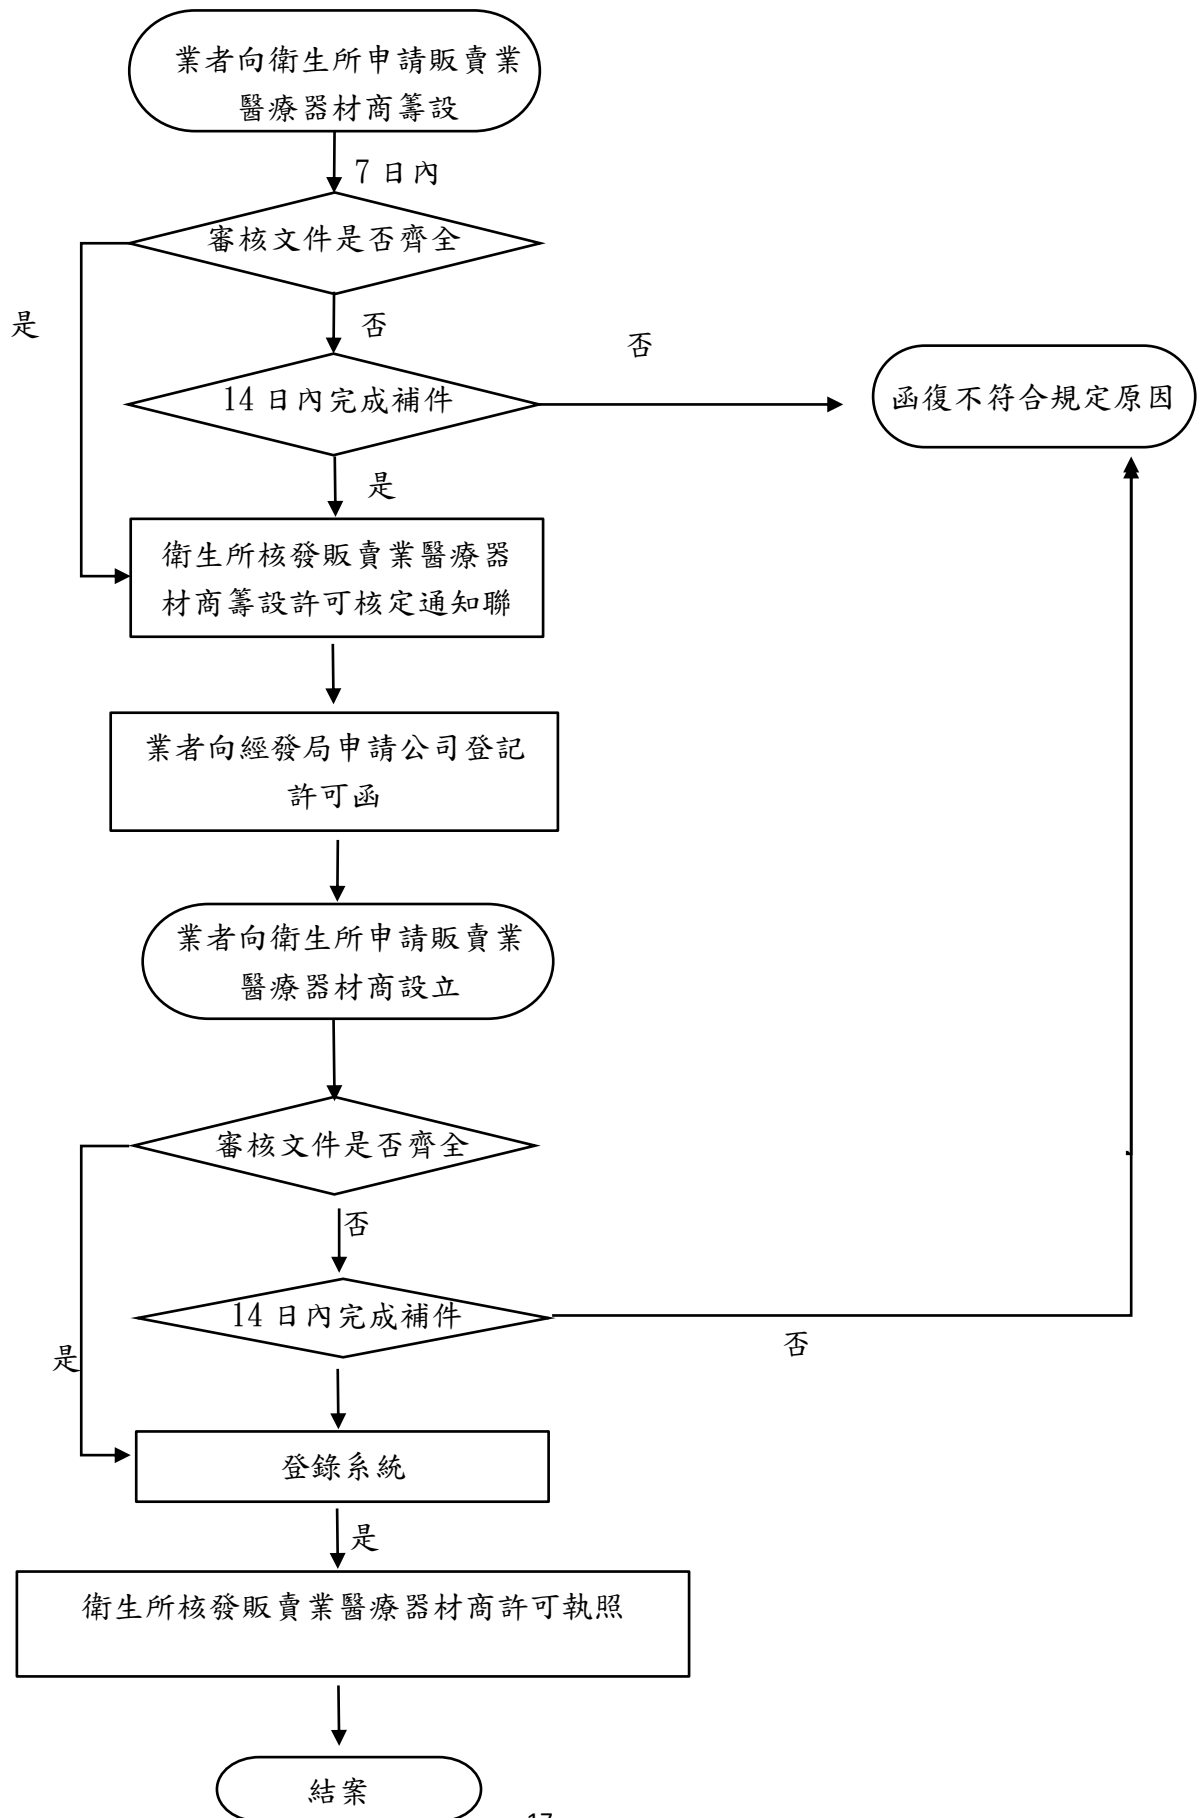 業者向衛生所申請販賣業
醫療器材商籌設
7 日內
審核文件是否齊全
是
否
否
14 日內完成補件
函復不符合規定原因
是
衛生所核發販賣業醫療器
材商籌設許可核定通知聯
業者向經發局申請公司登記
許可函
業者向衛生所申請販賣業
醫療器材商設立
審核文件是否齊全
否
14 日內完成補件
否
是
登錄系統
是
衛生所核發販賣業醫療器材商許可執照
結案
17